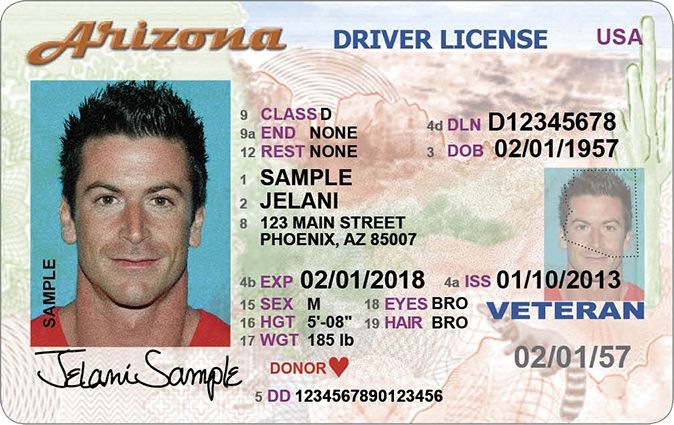 Arizona DRIVER LICENSE USA
9 CLASS D
9a END NONE
12 REST NONE
4d DLN D12345678
3 DOB 02/01/1957
1 SAMPLE
2 JELANI
8 123 MAIN STREET
PHOENIX, AZ 85007
4b EXP 02/01/2018 4a ISS 01/10/2013
15 SEX M 18 EYES BRO
16 HGT 5'-08" 19 HAIR BRO
17 WGT 185 lb
VETERAN
02/01/57
DONOR
5 DD 1234567890123456
SAMPLE
Jelani Sample